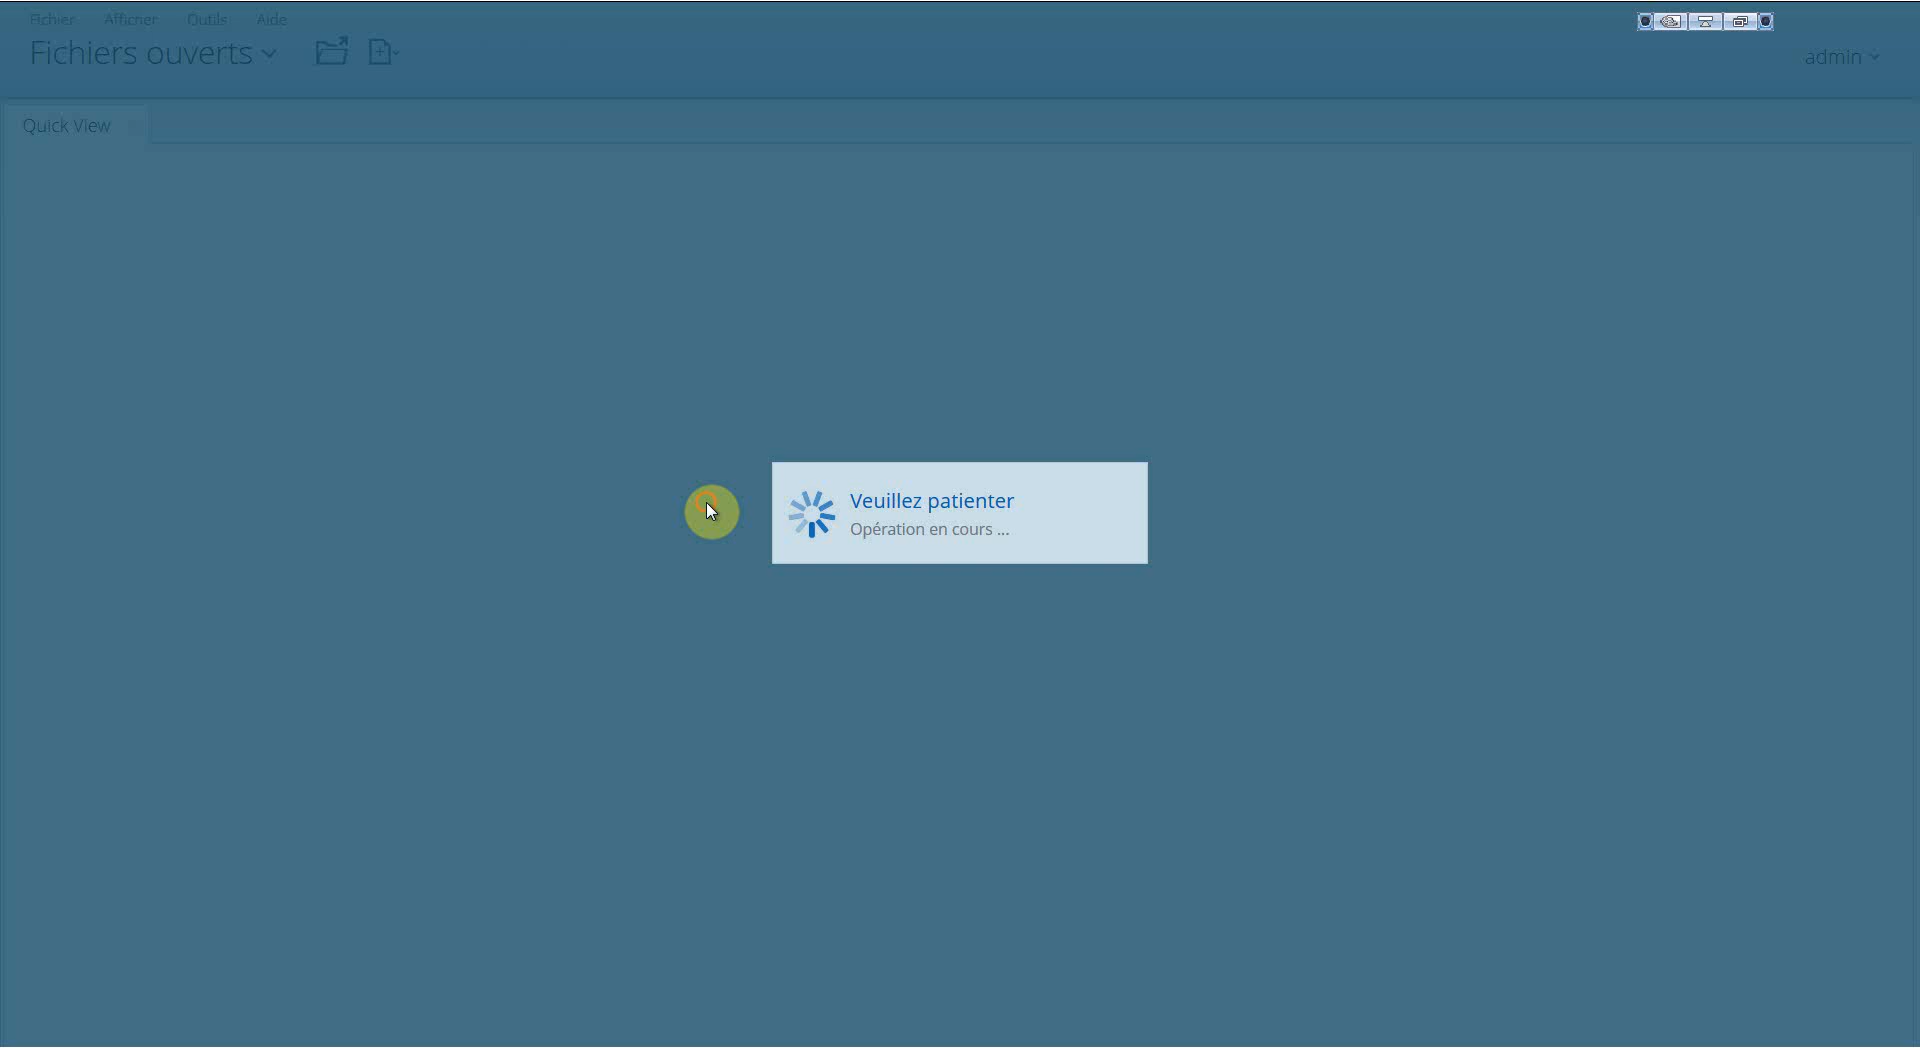 Fichier Afficher Outils Aide
Fichiers ouverts
admin
Quick View
Veuillez patienter
Opération en cours ...